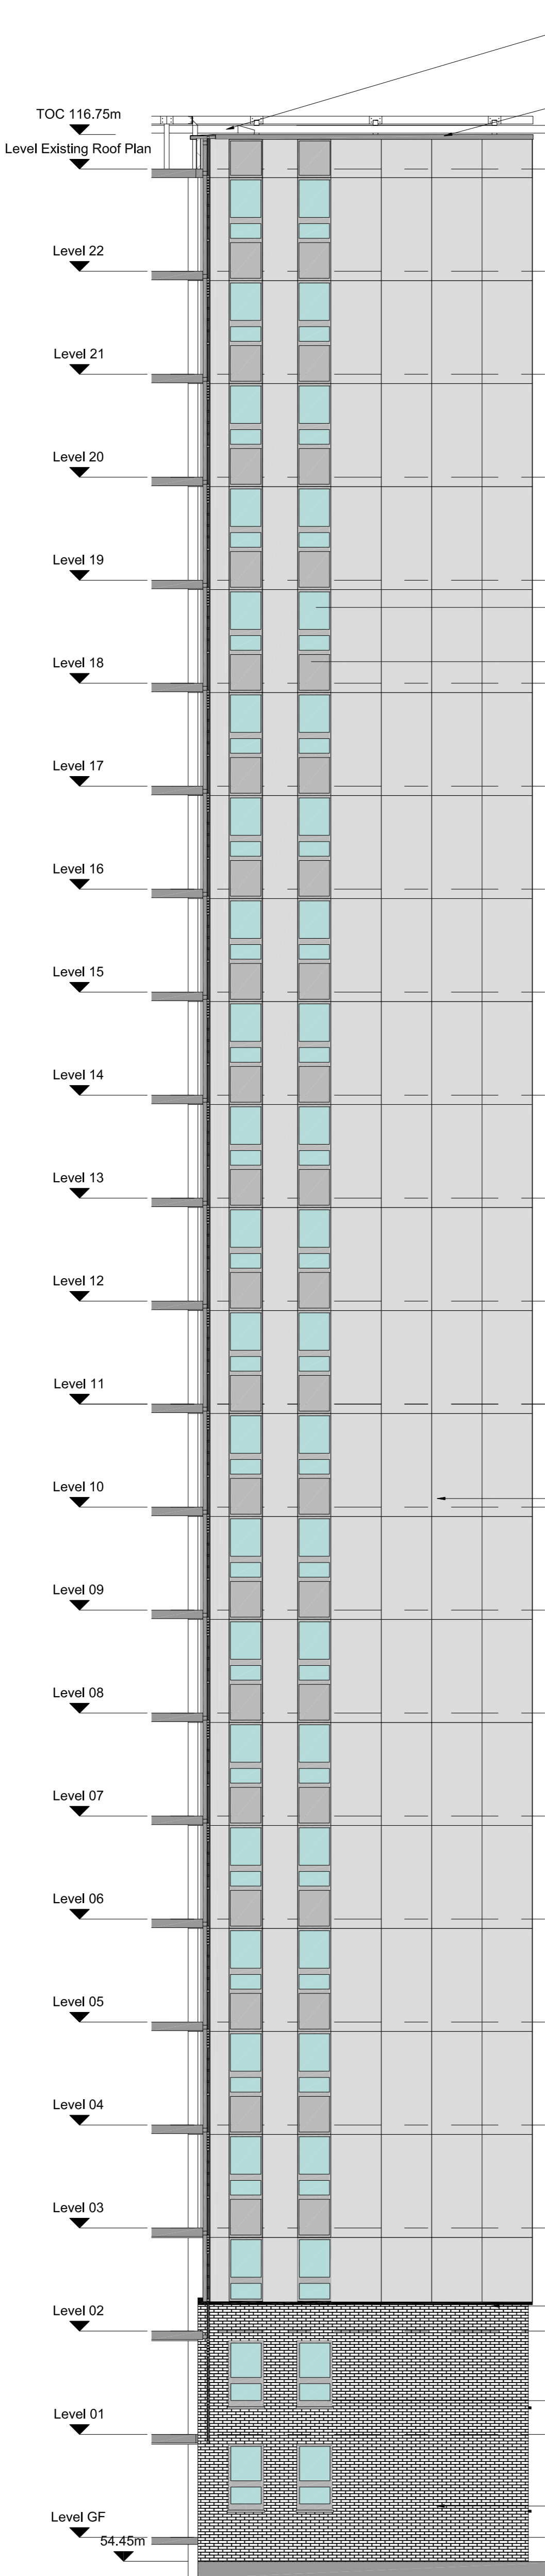 TOC 116.75m
Level Existing Roof Plan
Level 22
Level 21
Level 20
Level 19
Level 18
Level 17
Level 16
Level 15
Level 14
Level 13
Level 12
Level 11
Level 10
Level 09
Level 08
Level 07
Level 06
Level 05
Level 04
Level 03
Level 02
Level 01
Level GF
54.45m